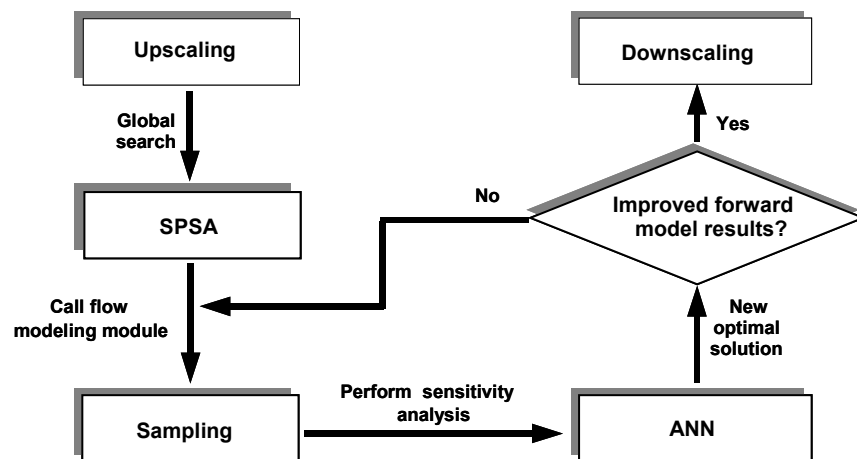 Upscaling
Global
search
SPSA
Call flow
modeling module
Sampling
Perform sensitivity
analysis
ANN
New
optimal
solution
Improved forward
model results?
No
Yes
Downscaling